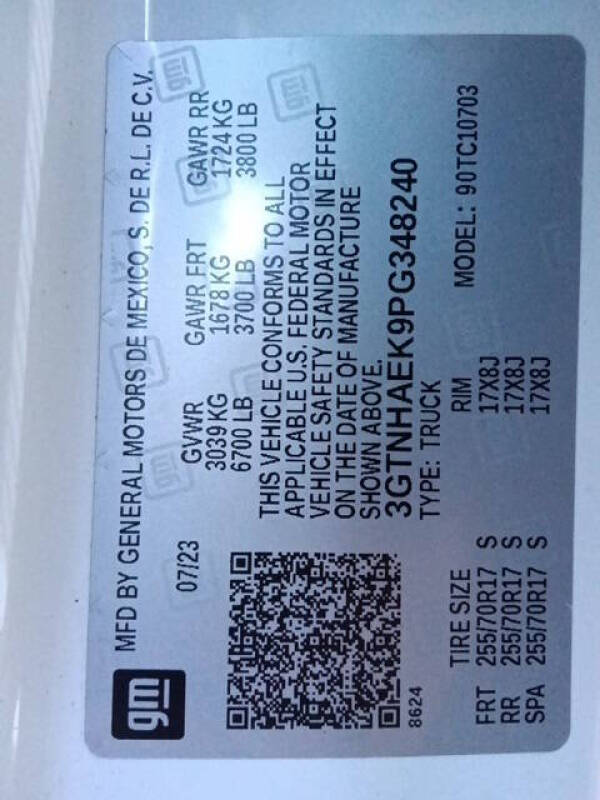 gm
MFD BY GENERAL MOTORS DE MEXICO, S. DE R.L. DE C.V.
07/23
GVWR GAWR FRT GAWR RR
3039 KG 1678 KG 1724 KG
6700 LB 3700 LB 3800 LB
THIS VEHICLE CONFORMS TO ALL
APPLICABLE U.S. FEDERAL MOTOR
VEHICLE SAFETY STANDARDS IN EFFECT
ON THE DATE OF MANUFACTURE
SHOWN ABOVE.
3GTNHAEK9PG348240
TYPE: TRUCK
8624
MODEL: 90TC10703
TIRE SIZE RIM
FRT 255/70R17 S 17X8J
RR 255/70R17 S 17X8J
SPA 255/70R17 S 17X8J